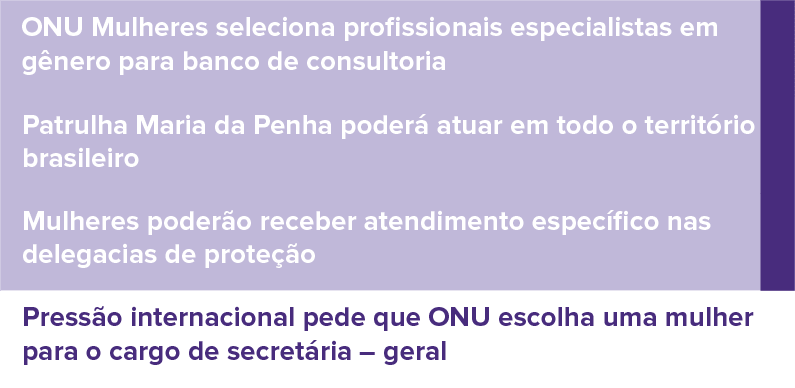 ONU Mulheres seleciona profissionais especialistas em
gênero para banco de consultoria
Patrulha Maria da Penha poderá atuar em todo o território
brasileiro
Mulheres poderão receber atendimento específico nas
delegacias de proteção
Pressão internacional pede que ONU escolha uma mulher
para o cargo de secretária – geral